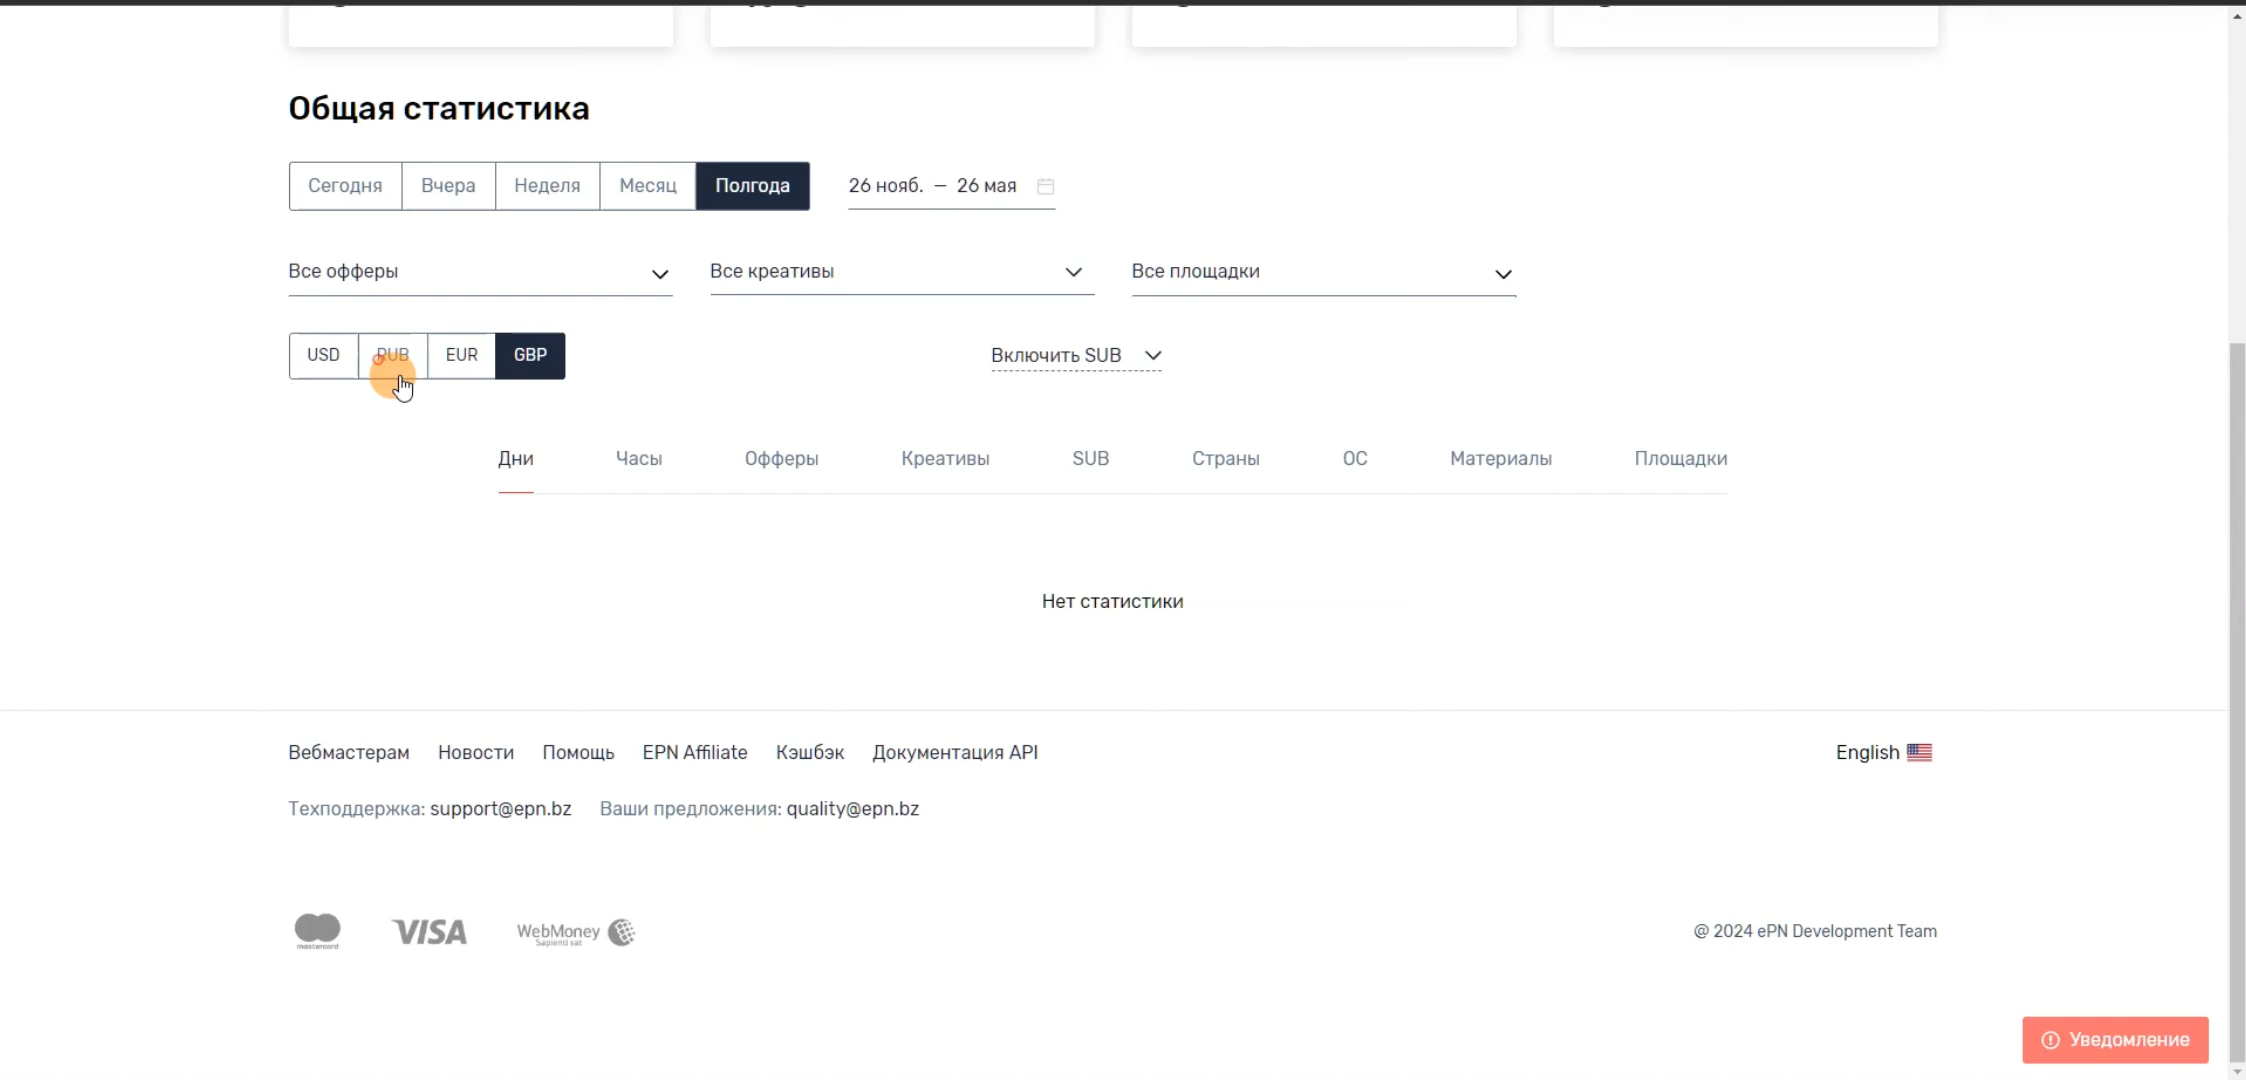 Общая статистика
Сегодня Вчера Неделя Месяц Полгода 26 нояб. – 26 мая
Все офферы Все креативы Все площадки
USD RUB EUR GBP Включить SUB
Дни Часы Офферы Креативы SUB Страны ОС Материалы Площадки
Нет статистики
Вебмастерам Новости Помощь EPN Affiliate Кэшбэк Документация API English
Техподдержка: support@epn.bz Ваши предложения: quality@epn.bz
mastercard VISA WebMoney
Sapienti sat
@ 2024 ePN Development Team
Уведомление